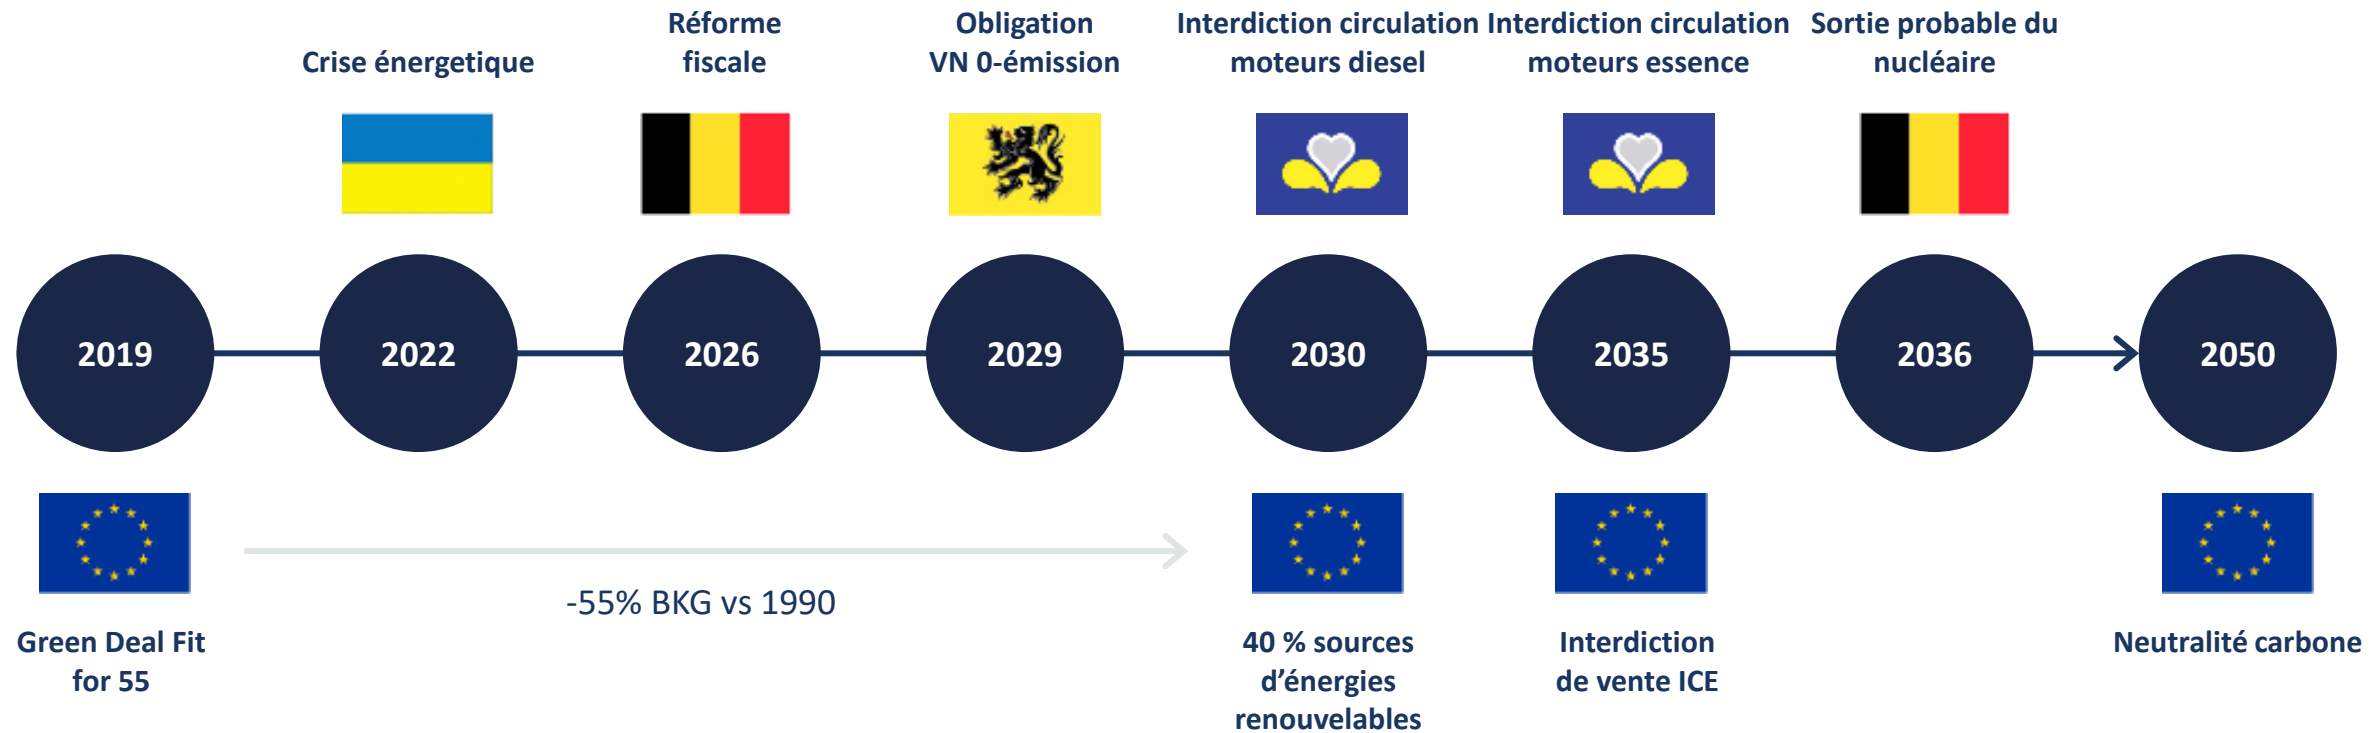 Crise énergetique
Réforme
fiscale
Obligation
VN 0-émission
Interdiction circulation
moteurs diesel
Interdiction circulation
moteurs essence
Sortie probable du
nucléaire
2019
2022
2026
2029
2030
2035
2036
2050
-55% BKG vs 1990
Green Deal Fit
for 55
40 % sources
d’énergies
renouvelables
Interdiction
de vente ICE
Neutralité carbone